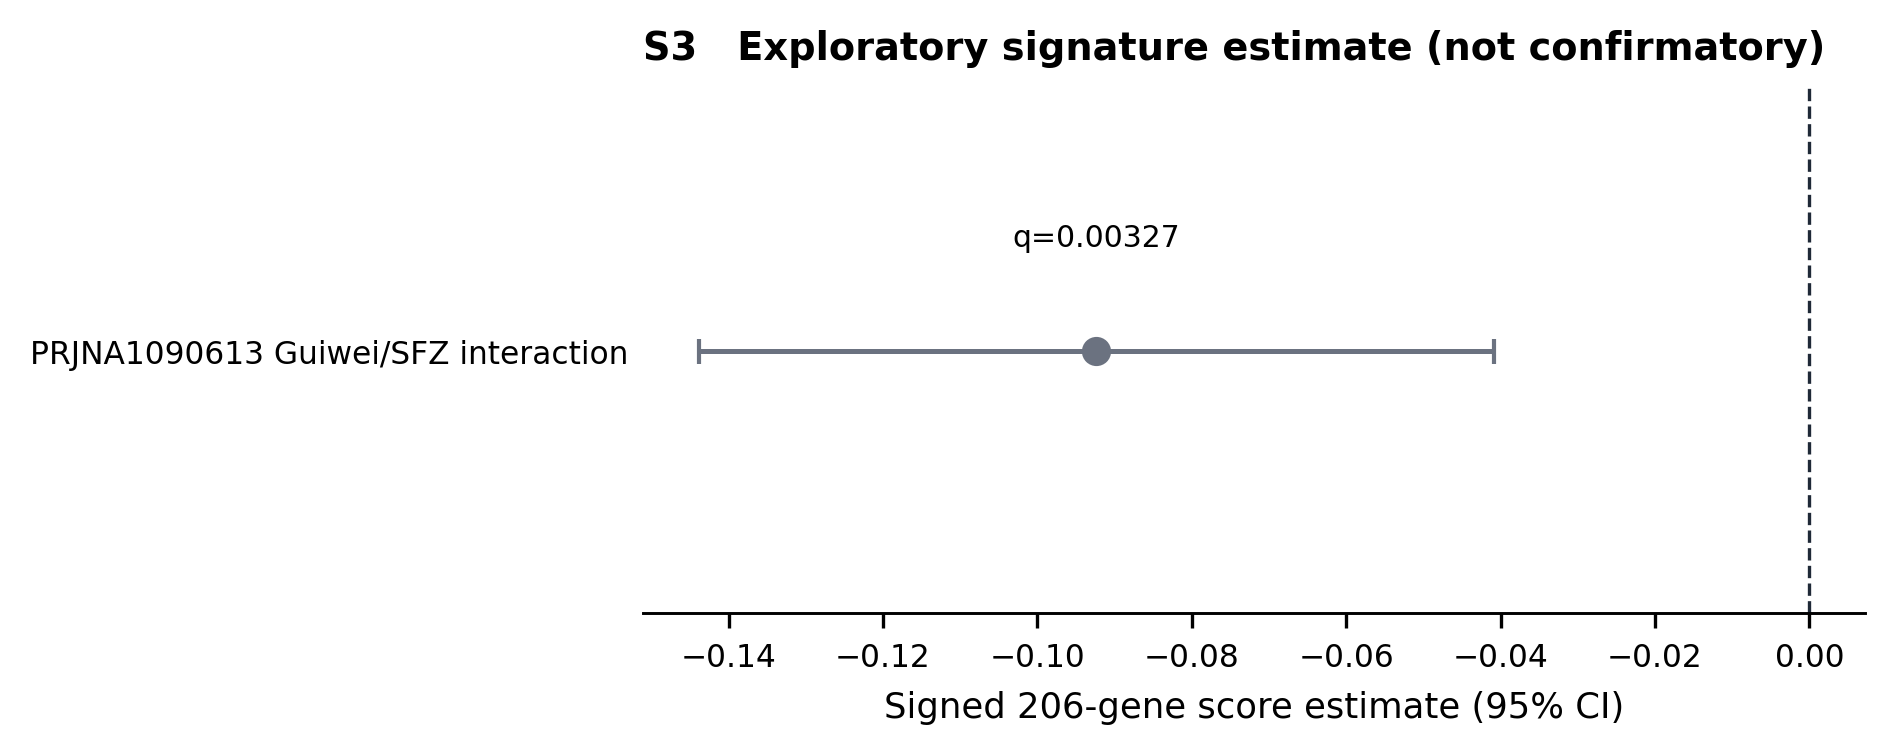 S3 Exploratory signature estimate (not confirmatory)
q=0.00327
PRJNA1090613 Guiwei/SFZ interaction
−0.14 −0.12 −0.10 −0.08 −0.06 −0.04 −0.02 0.00
Signed 206-gene score estimate (95% CI)